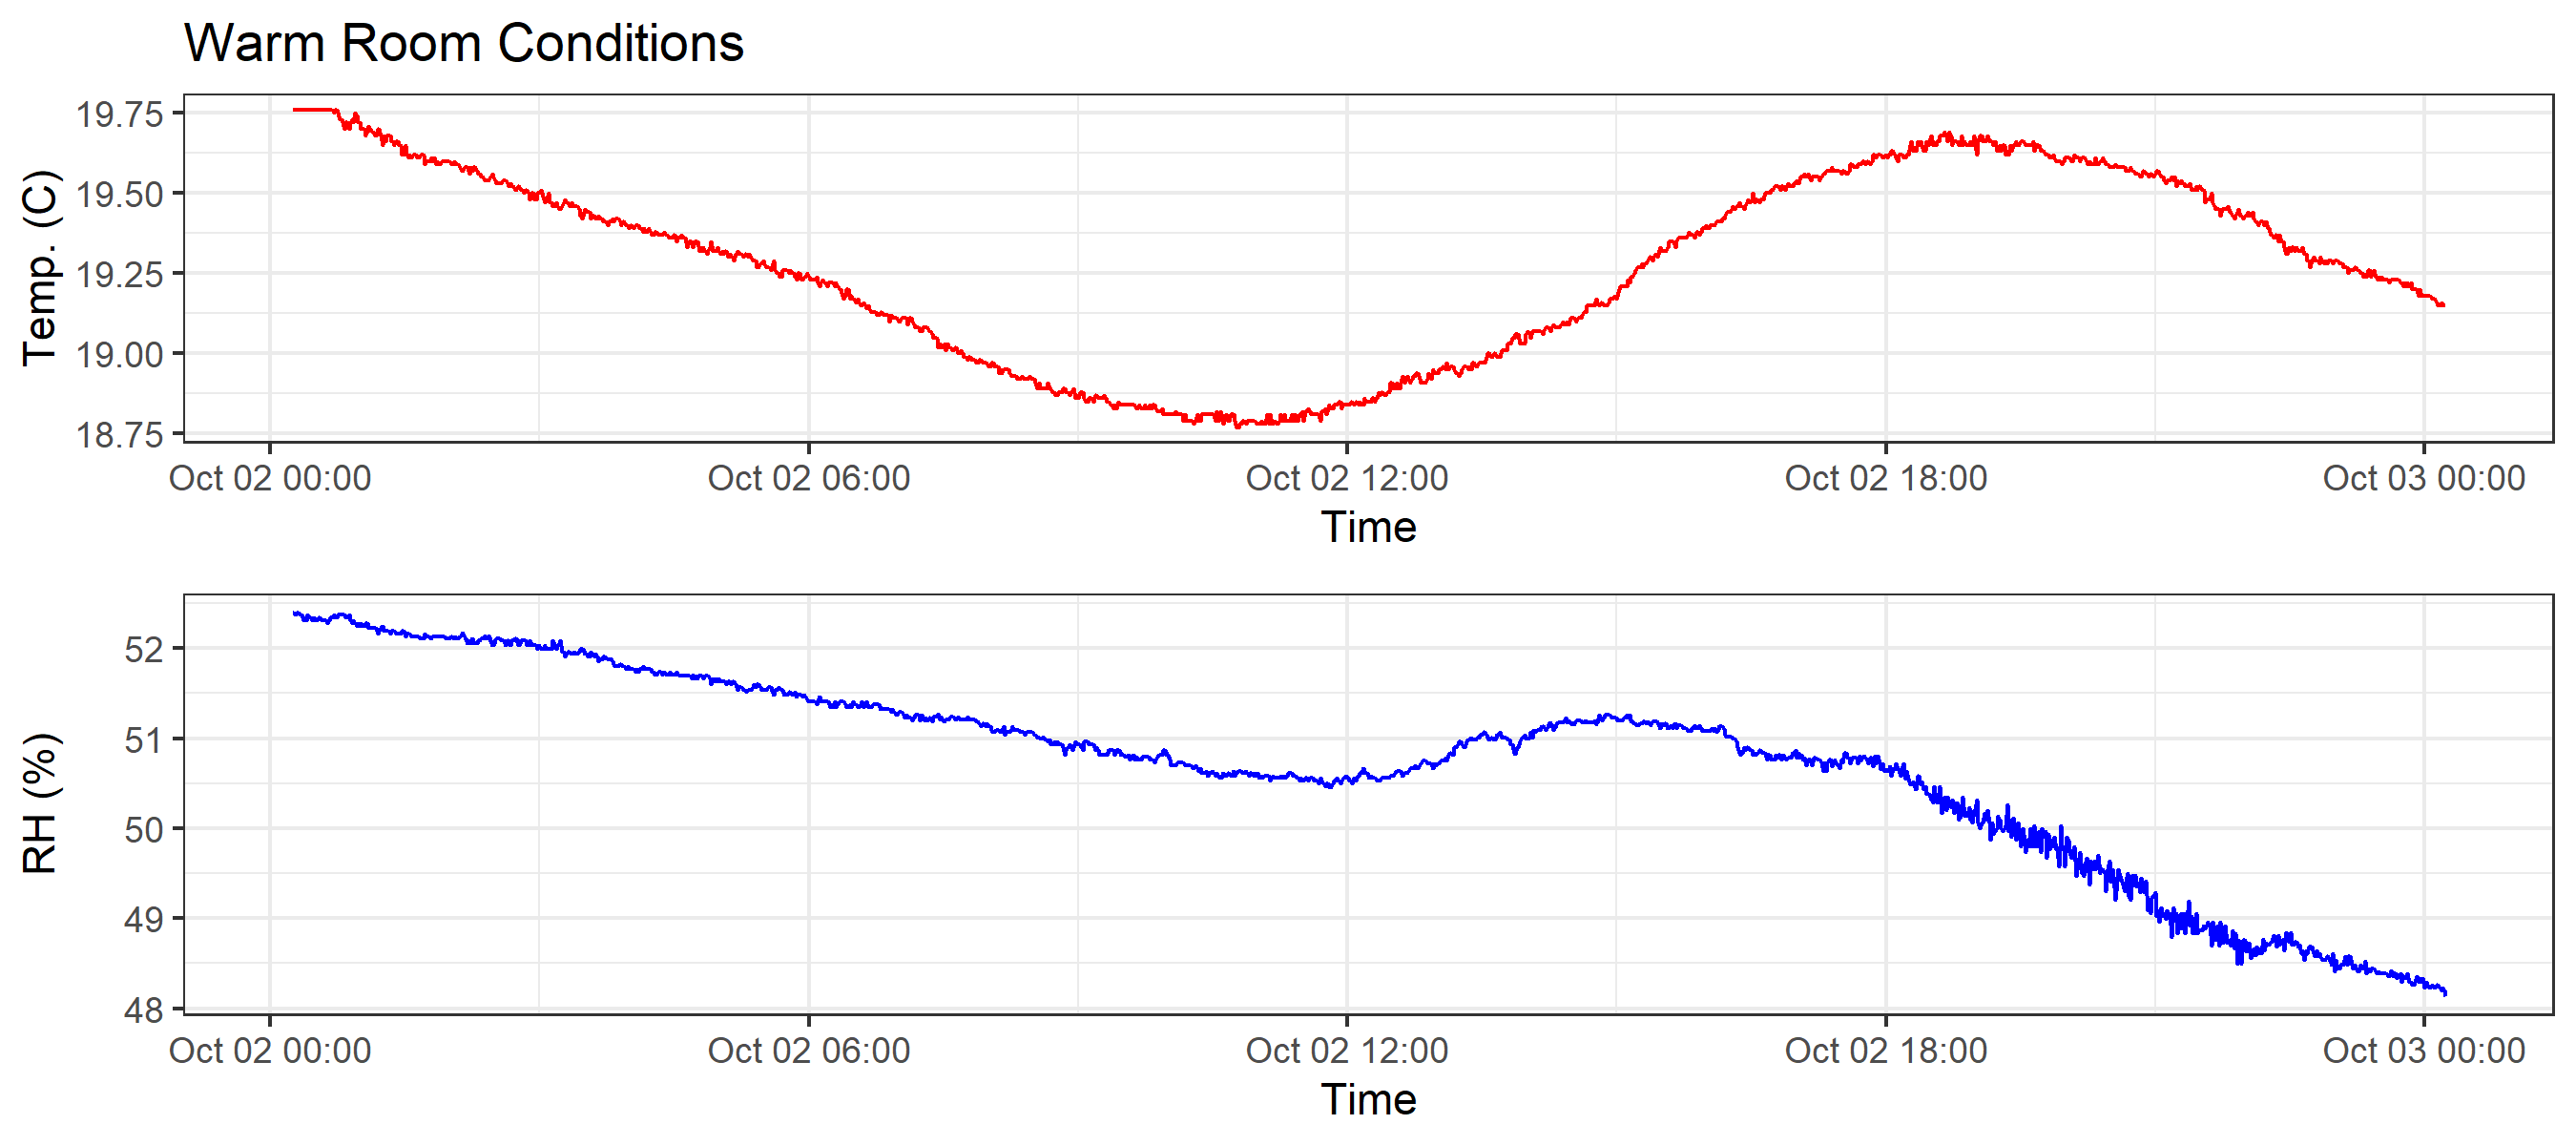 Warm Room Conditions
Temp. (C)
19.75
19.50
19.25
19.00
18.75
Oct 02 00:00 Oct 02 06:00 Oct 02 12:00 Oct 02 18:00 Oct 03 00:00
Time
RH (%)
52
51
50
49
48
Oct 02 00:00 Oct 02 06:00 Oct 02 12:00 Oct 02 18:00 Oct 03 00:00
Time